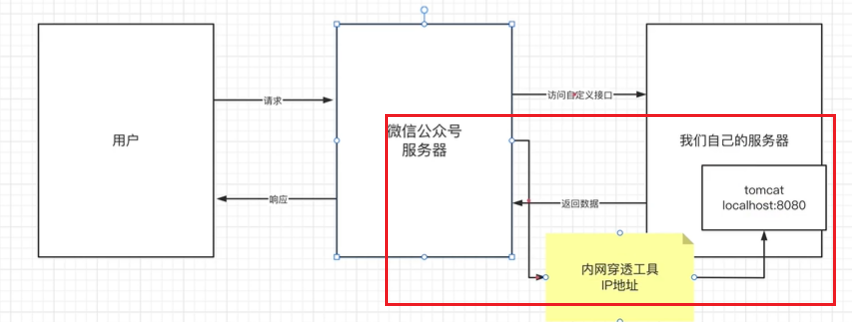 用户
请求
响应
微信公众号
服务器
访问自定义接口
返回数据
我们自己的服务器
tomcat
localhost:8080
内网穿透工具
IP地址